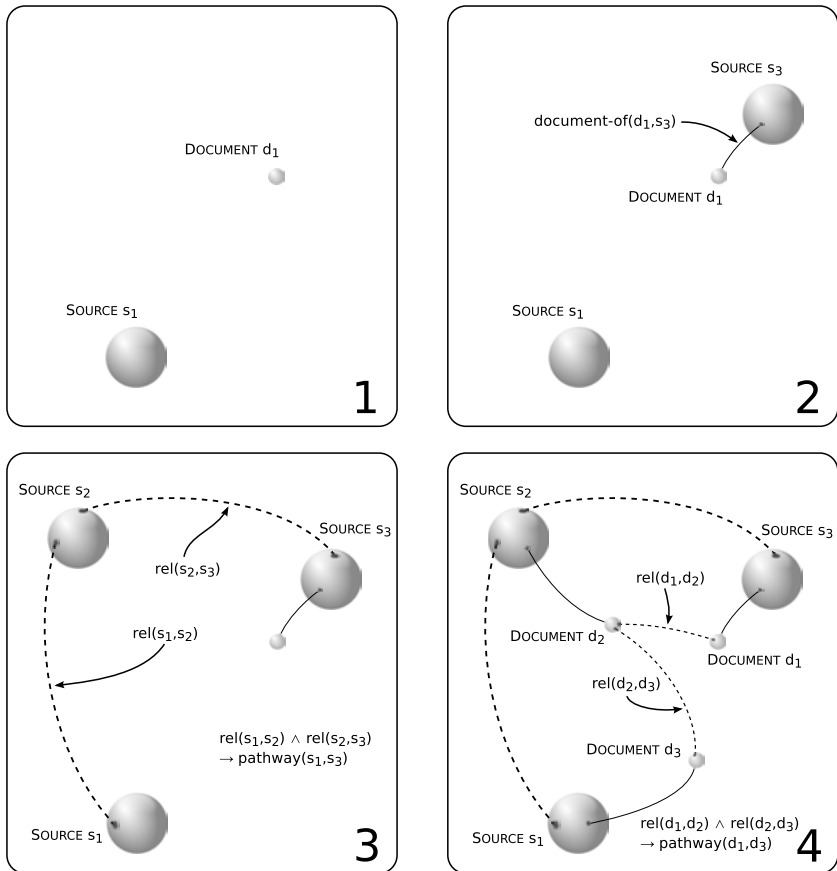 DOCUMENT d1
SOURCE s1
1
SOURCE s3
document-of(d1,s3)
DOCUMENT d1
SOURCE s1
2
SOURCE s2
SOURCE s3
rel(s2,s3)
rel(s1,s2)
rel(s1,s2) ∧ rel(s2,s3)
→ pathway(s1,s3)
SOURCE s1
3
SOURCE s2
SOURCE s3
rel(d1,d2)
DOCUMENT d2
DOCUMENT d1
rel(d2,d3)
DOCUMENT d3
rel(d1,d2) ∧ rel(d2,d3)
→ pathway(d1,d3)
SOURCE s1
4